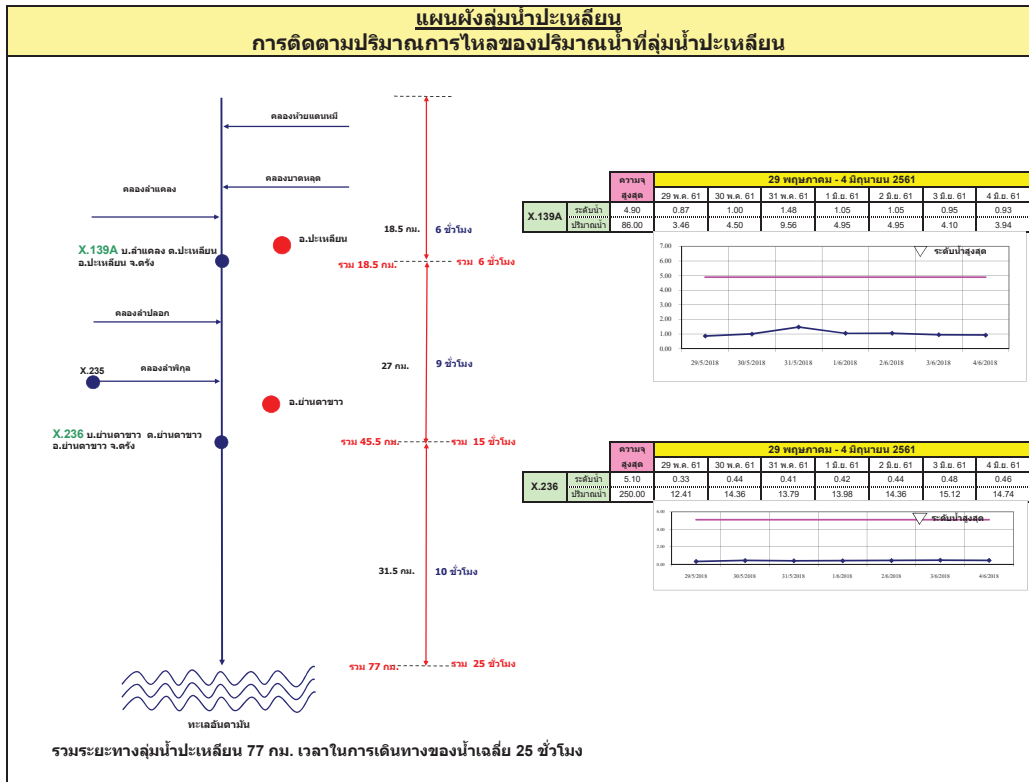 แผนผังลุ่มน้ำปะเหลียน
การติดตามปริมาณการไหลของปริมาณน้ำที่ลุ่มน้ำปะเหลียน
คลองห้วยแดนหมี
คลองบาดหลุด
คลองลำแคลง
X.139A บ.ลำแคลง ต.ปะเหลียน
อ.ปะเหลียน จ.ตรัง
อ.ปะเหลียน
18.5 กม.
6 ชั่วโมง
รวม 18.5 กม.
รวม 6 ชั่วโมง
คลองลำปลอก
X.235
คลองลำพิกุล
27 กม.
9 ชั่วโมง
อ.ย่านตาขาว
X.236 บ.ย่านตาขาว ต.ย่านตาขาว
อ.ย่านตาขาว จ.ตรัง
รวม 45.5 กม.
รวม 15 ชั่วโมง
31.5 กม.
10 ชั่วโมง
รวม 77 กม.
รวม 25 ชั่วโมง
ทะเลอันดามัน
รวมระยะทางลุ่มน้ำปะเหลียน 77 กม. เวลาในการเดินทางของน้ำเฉลี่ย 25 ชั่วโมง
ความจุ 29 พฤษภาคม - 4 มิถุนายน 2561
สูงสุด 29 พ.ค. 61 30 พ.ค. 61 31 พ.ค. 61 1 มิ.ย. 61 2 มิ.ย. 61 3 มิ.ย. 61 4 มิ.ย. 61
X.139A
ระดับน้ำ 4.90 0.87 1.00 1.48 1.05 1.05 0.95 0.93
ปริมาณน้ำ 86.00 3.46 4.50 9.56 4.95 4.95 4.10 3.94
ระดับน้ำสูงสุด
7.00
6.00
5.00
4.00
3.00
2.00
1.00
0.00
29/5/2018 30/5/2018 31/5/2018 1/6/2018 2/6/2018 3/6/2018 4/6/2018
ความจุ 29 พฤษภาคม - 4 มิถุนายน 2561
สูงสุด 29 พ.ค. 61 30 พ.ค. 61 31 พ.ค. 61 1 มิ.ย. 61 2 มิ.ย. 61 3 มิ.ย. 61 4 มิ.ย. 61
X.236
ระดับน้ำ 5.10 0.33 0.44 0.41 0.42 0.44 0.48 0.46
ปริมาณน้ำ 250.00 12.41 14.36 13.79 13.98 14.36 15.12 14.74
ระดับน้ำสูงสุด
6.00
4.00
2.00
0.00
29/5/2018 30/5/2018 31/5/2018 1/6/2018 2/6/2018 3/6/2018 4/6/2018